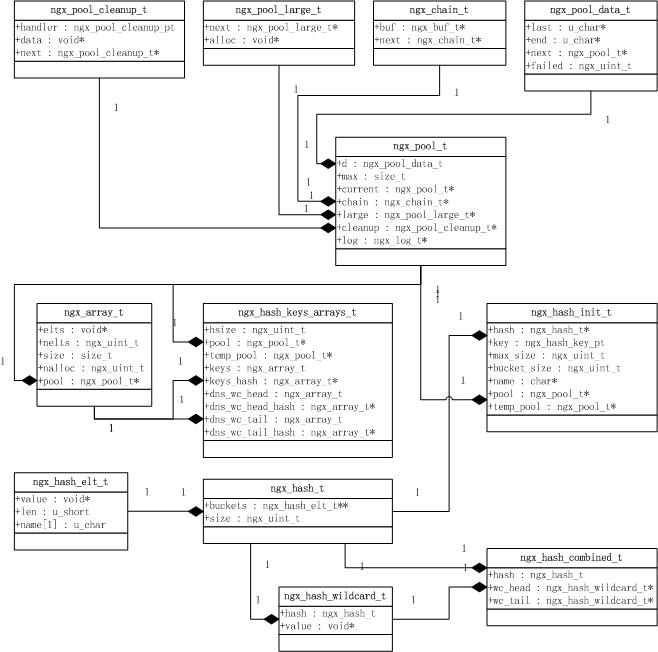 ngx_pool_cleanup_t
+handler : ngx_pool_cleanup_pt
+data : void*
+next : ngx_pool_cleanup_t*
ngx_pool_large_t
+next : ngx_pool_large_t*
+alloc : void*
ngx_chain_t
+buf : ngx_buf_t*
+next : ngx_chain_t*
ngx_pool_data_t
+last : u_char*
+end : u_char*
+next : ngx_pool_t*
+failed : ngx_uint_t
1
1
1
1
1
1
1
1
ngx_pool_t
+d : ngx_pool_data_t
+max : size_t
+current : ngx_pool_t*
+chain : ngx_chain_t*
+large : ngx_pool_large_t*
+cleanup : ngx_pool_cleanup_t*
+log : ngx_log_t*
1
1
1
1
ngx_array_t
+elts : void*
+nelts : ngx_uint_t
+size : size_t
+nalloc : ngx_uint_t
+pool : ngx_pool_t*
1
1
1
1
ngx_hash_keys_arrays_t
+hsize : ngx_uint_t
+pool : ngx_pool_t*
+temp_pool : ngx_pool_t*
+keys : ngx_array_t
+keys_hash : ngx_array_t*
+dns_wc_head : ngx_array_t
+dns_wc_head_hash : ngx_array_t*
+dns_wc_tail : ngx_array_t
+dns_wc_tail_hash : ngx_array_t*
1
ngx_hash_init_t
+hash : ngx_hash_t*
+key : ngx_hash_key_pt
+max_size : ngx_uint_t
+bucket_size : ngx_uint_t
+name : char*
+pool : ngx_pool_t*
+temp_pool : ngx_pool_t*
ngx_hash_elt_t
+value : void*
+len : u_short
+name[1] : u_char
1
1
ngx_hash_t
+buckets : ngx_hash_elt_t**
+size : ngx_uint_t
1
1
1
1
1
ngx_hash_combined_t
+hash : ngx_hash_t
+wc_head : ngx_hash_wildcard_t*
+wc_tail : ngx_hash_wildcard_t*
1
ngx_hash_wildcard_t
+hash : ngx_hash_t
+value : void*
1